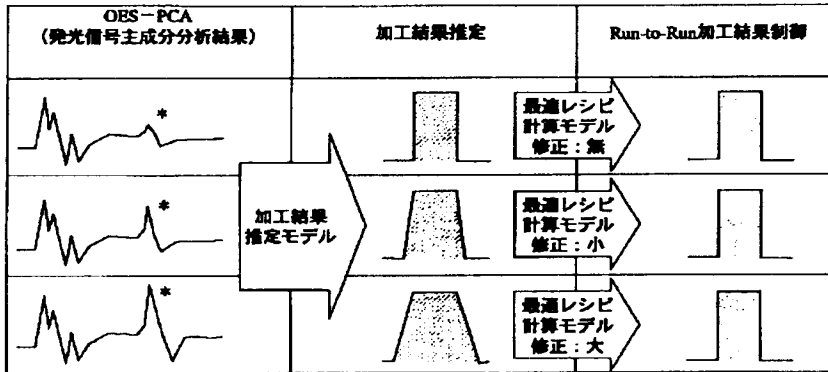 OES－PCA
（発光信号主成分分析結果）
加工結果推定
Run-to-Run加工結果制御
*
最適レシピ
計算モデル
修正：無
*
加工結果
推定モデル
最適レシピ
計算モデル
修正：小
*
最適レシピ
計算モデル
修正：大